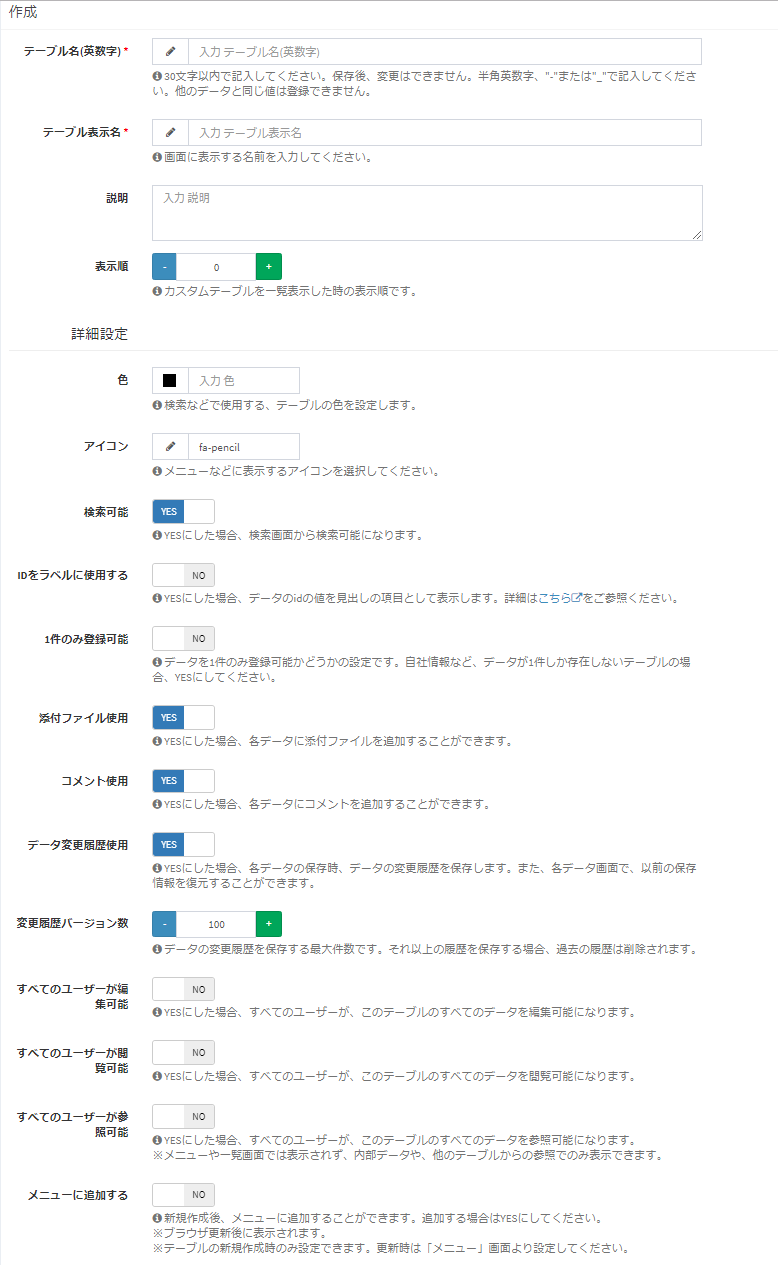 作成
テーブル名(英数字) *
入力 テーブル名(英数字)
30文字以内で記入してください。保存後、変更はできません。半角英数字、"-"または"_"で記入してくださ
い。他のデータと同じ値は登録できません。
テーブル表示名 *
入力 テーブル表示名
画面に表示する名前を入力してください。
説明
入力 説明
表示順
- 0 +
カスタムテーブルを一覧表示した時の表示順です。
詳細設定
色
入力 色
検索などで使用する、テーブルの色を設定します。
アイコン
fa-pencil
メニューなどに表示するアイコンを選択してください。
検索可能
YES
YESにした場合、検索画面から検索可能になります。
IDをラベルに使用する
NO
YESにした場合、データのidの値を見出しの項目として表示します。詳細はこちらをご参照ください。
1件のみ登録可能
NO
データを1件のみ登録可能かどうかの設定です。自社情報など、データが1件しか存在しないテーブルの場
合、YESにしてください。
添付ファイル使用
YES
YESにした場合、各データに添付ファイルを追加することができます。
コメント使用
YES
YESにした場合、各データにコメントを追加することができます。
データ変更履歴使用
YES
YESにした場合、各データの保存時、データの変更履歴を保存します。また、各データ画面で、以前の保存
情報を復元することができます。
変更履歴バージョン数
- 100 +
データの変更履歴を保存する最大件数です。それ以上の履歴を保存する場合、過去の履歴は削除されます。
すべてのユーザーが編
集可能
NO
YESにした場合、すべてのユーザーが、このテーブルのすべてのデータを編集可能になります。
すべてのユーザーが閲
覧可能
NO
YESにした場合、すべてのユーザーが、このテーブルのすべてのデータを閲覧可能になります。
すべてのユーザーが参
照可能
NO
YESにした場合、すべてのユーザーが、このテーブルのすべてのデータを参照可能になります。
※メニューや一覧画面では表示されず、内部データや、他のテーブルからの参照でのみ表示できます。
メニューに追加する
NO
新規作成後、メニューに追加することができます。追加する場合はYESにしてください。
※ブラウザ更新後に表示されます。
※テーブルの新規作成時のみ設定できます。更新時は「メニュー」画面より設定してください。